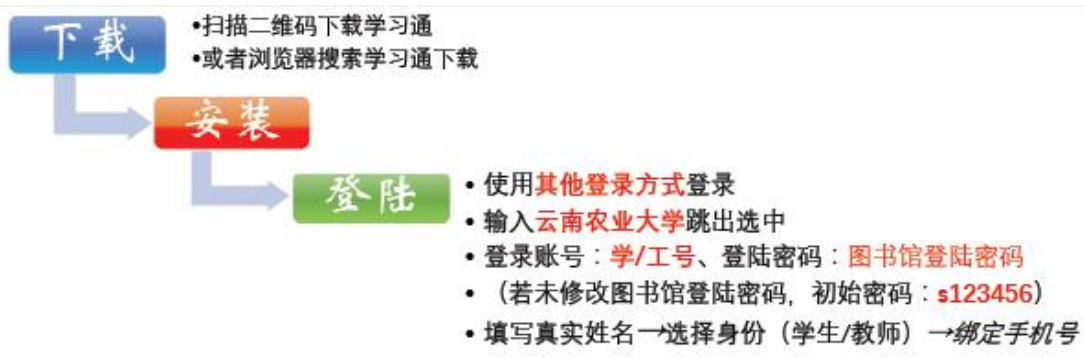 下载
•扫描二维码下载学习通
•或者浏览器搜索学习通下载
安装
登陆
• 使用其他登录方式登录
• 输入云南农业大学跳出选中
• 登录账号：学/工号、登陆密码：图书馆登陆密码
• （若未修改图书馆登陆密码，初始密码：s123456）
• 填写真实姓名→选择身份（学生/教师）→绑定手机号